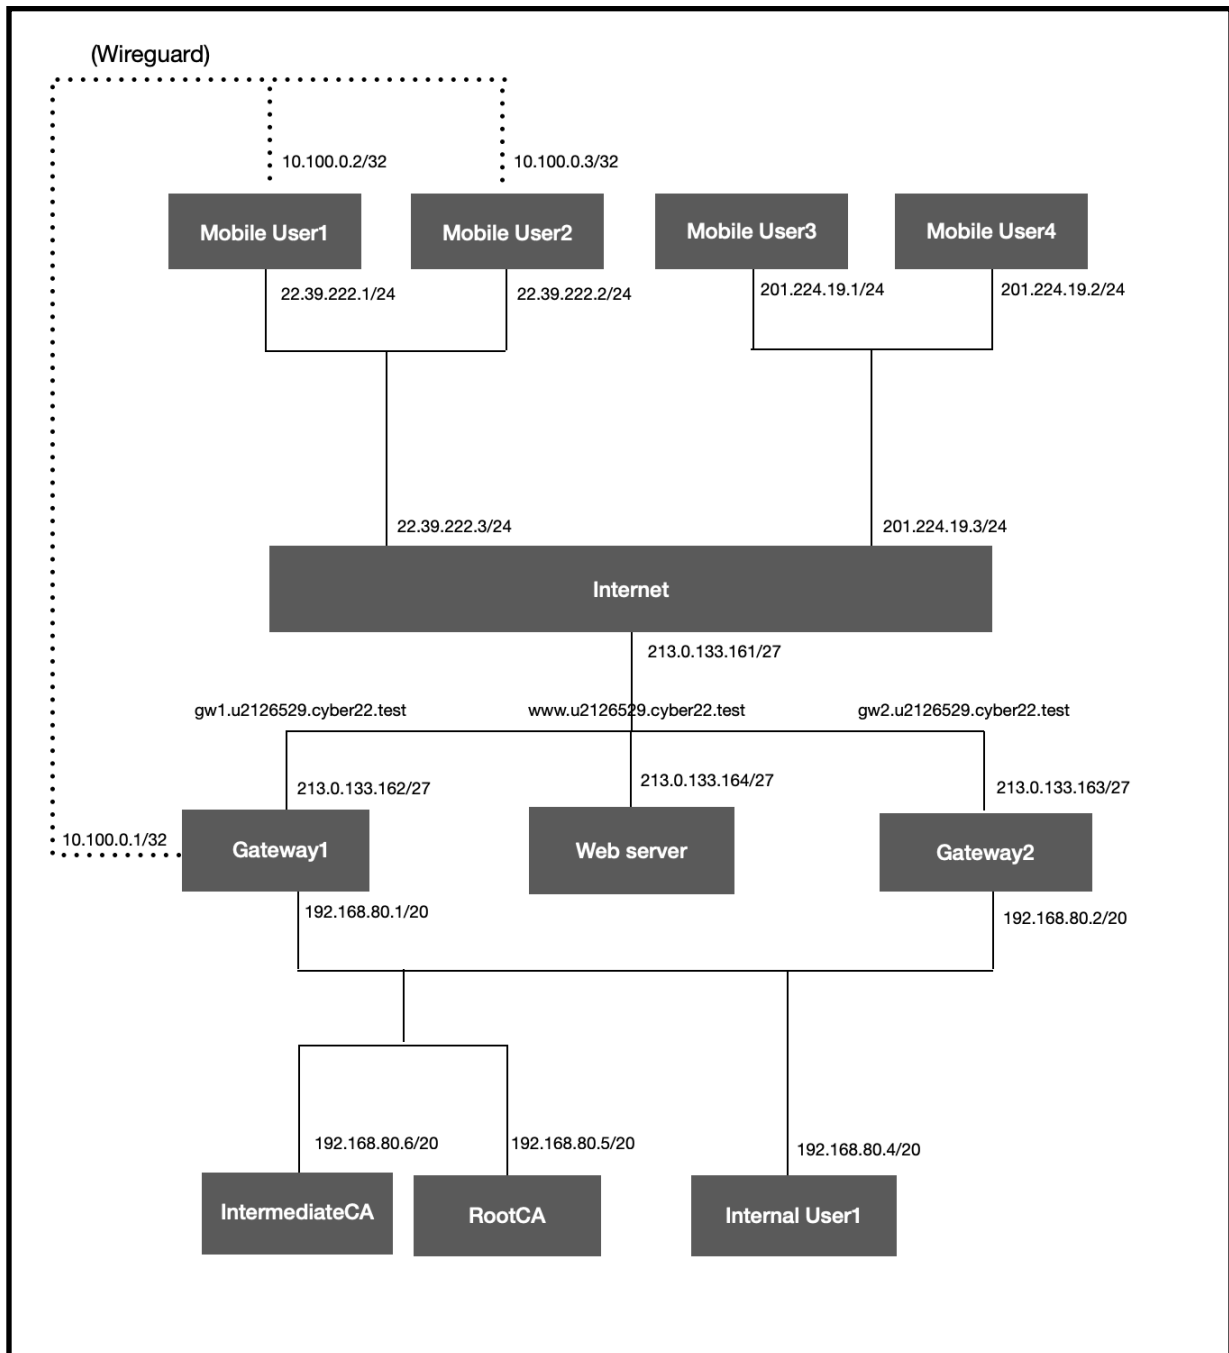 (Wireguard)
10.100.0.2/32
10.100.0.3/32
Mobile User1
Mobile User2
Mobile User3
Mobile User4
22.39.222.1/24
22.39.222.2/24
201.224.19.1/24
201.224.19.2/24
22.39.222.3/24
201.224.19.3/24
Internet
213.0.133.161/27
gw1.u2126529.cyber22.test
www.u2126529.cyber22.test
gw2.u2126529.cyber22.test
213.0.133.162/27
213.0.133.164/27
213.0.133.163/27
10.100.0.1/32
Gateway1
Web server
Gateway2
192.168.80.1/20
192.168.80.2/20
192.168.80.6/20
192.168.80.5/20
192.168.80.4/20
IntermediateCA
RootCA
Internal User1